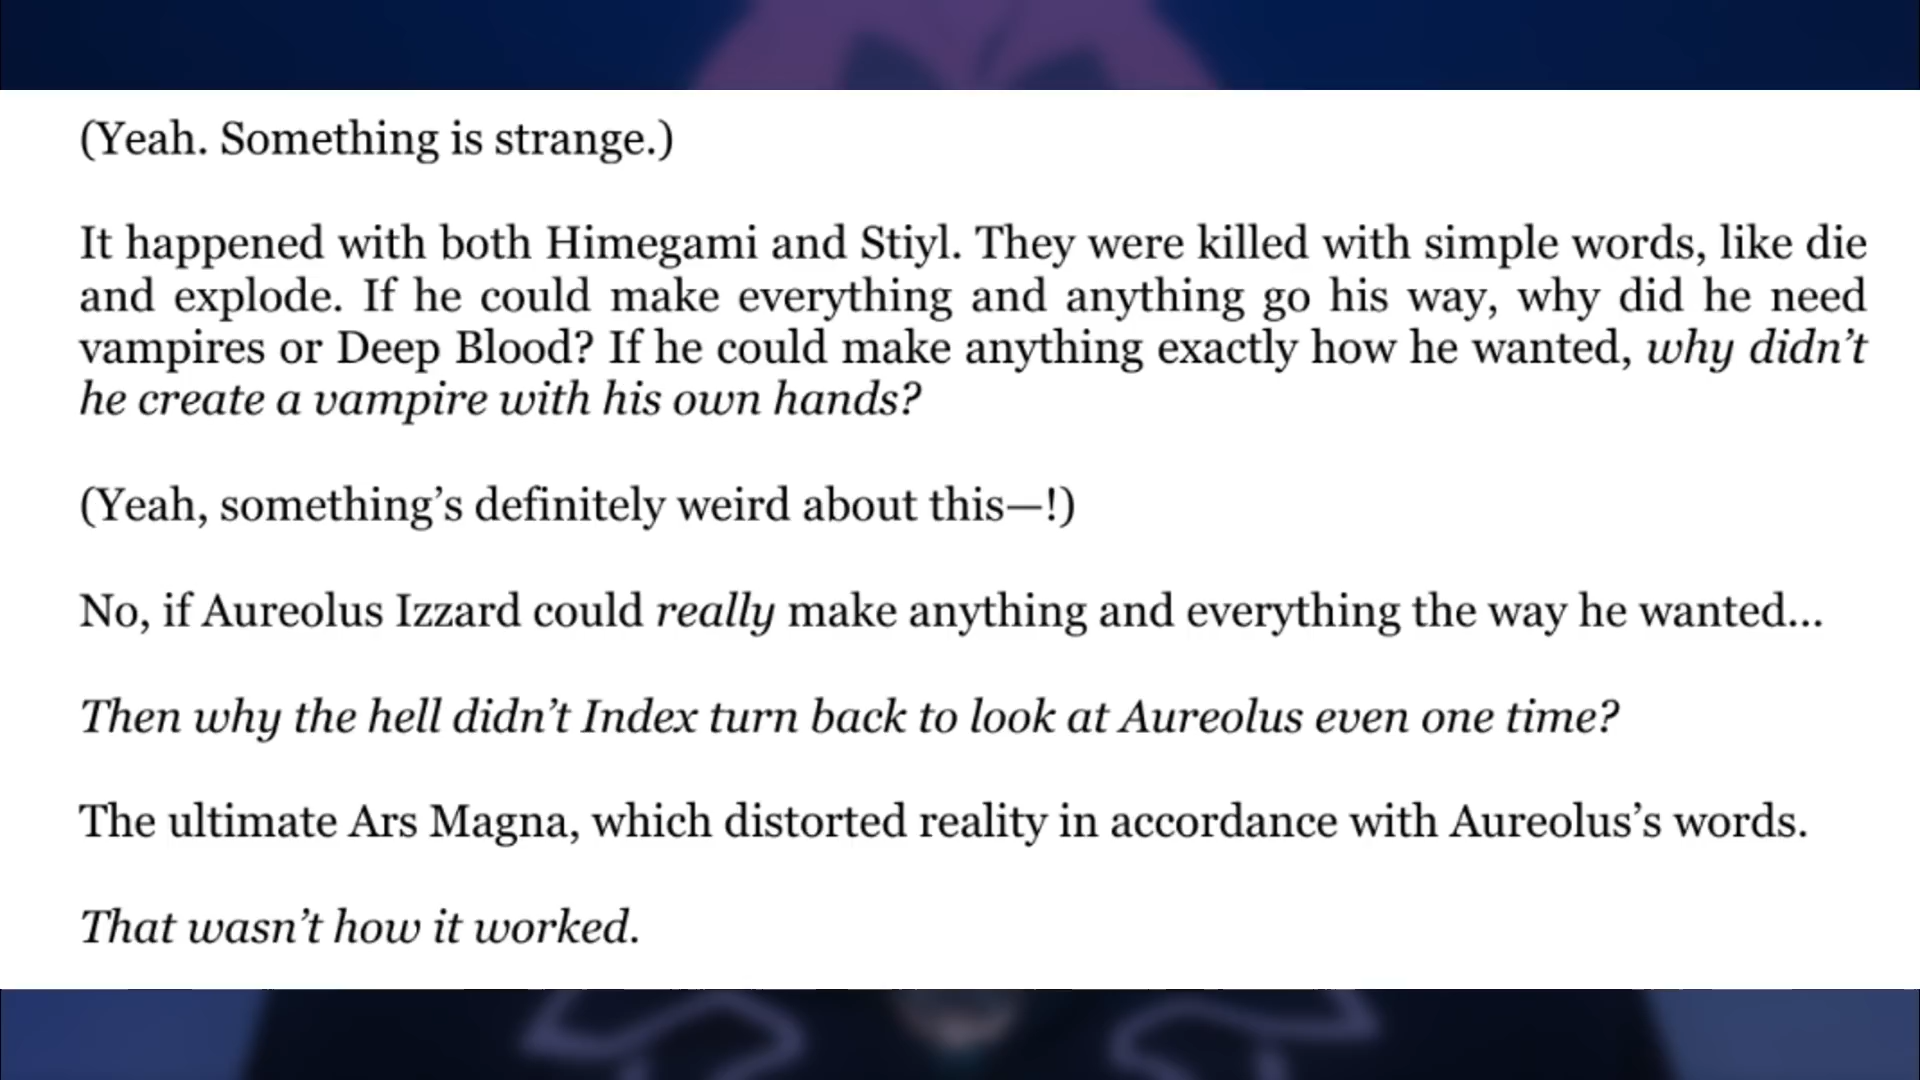 (Yeah. Something is strange.)
It happened with both Himegami and Stiyl. They were killed with simple words, like die
and explode. If he could make everything and anything go his way, why did he need
vampires or Deep Blood? If he could make anything exactly how he wanted, why didn’t
he create a vampire with his own hands?
(Yeah, something’s definitely weird about this—!)
No, if Aureolus Izzard could really make anything and everything the way he wanted...
Then why the hell didn’t Index turn back to look at Aureolus even one time?
The ultimate Ars Magna, which distorted reality in accordance with Aureolus’s words.
That wasn’t how it worked.